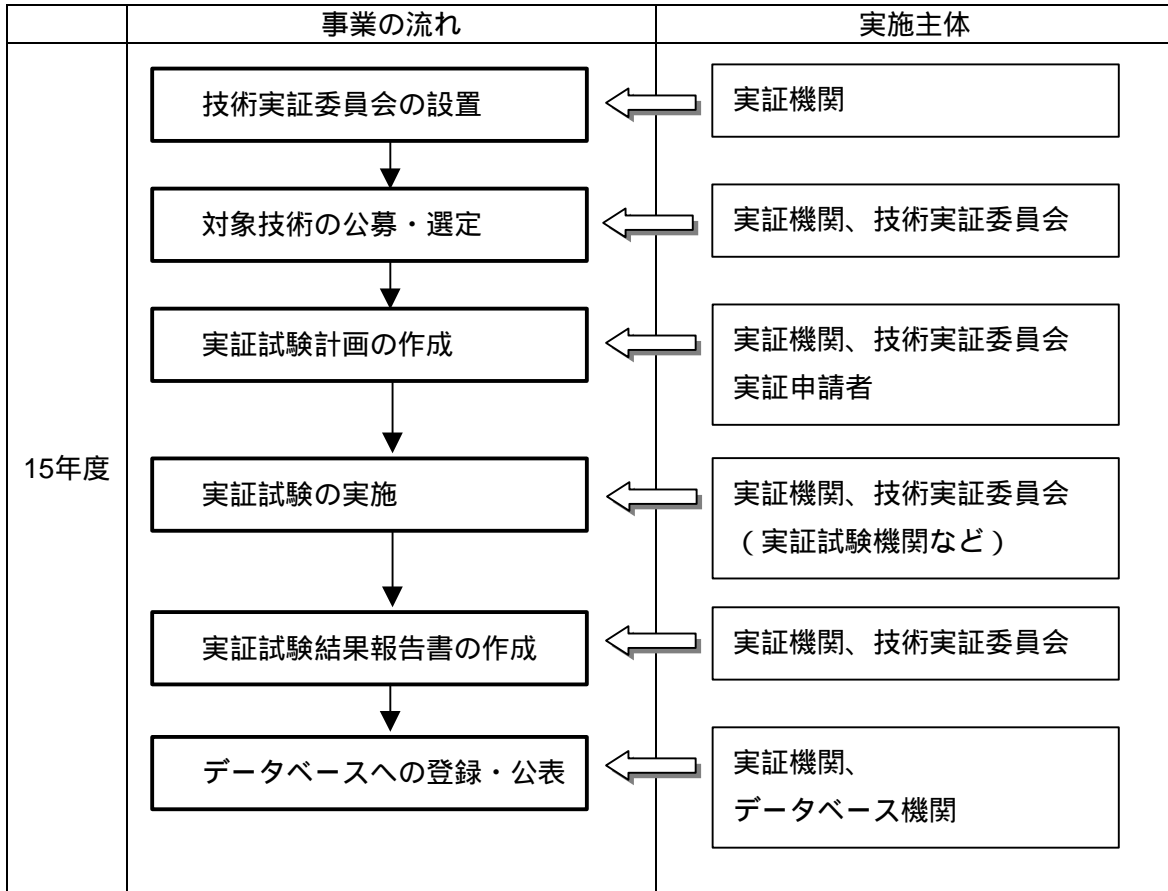 事業の流れ
実施主体
15年度
技術実証委員会の設置
実証機関
対象技術の公募・選定
実証機関、技術実証委員会
実証試験計画の作成
実証機関、技術実証委員会
実証申請者
実証試験の実施
実証機関、技術実証委員会
（実証試験機関など）
実証試験結果報告書の作成
実証機関、技術実証委員会
データベースへの登録・公表
実証機関、
データベース機関